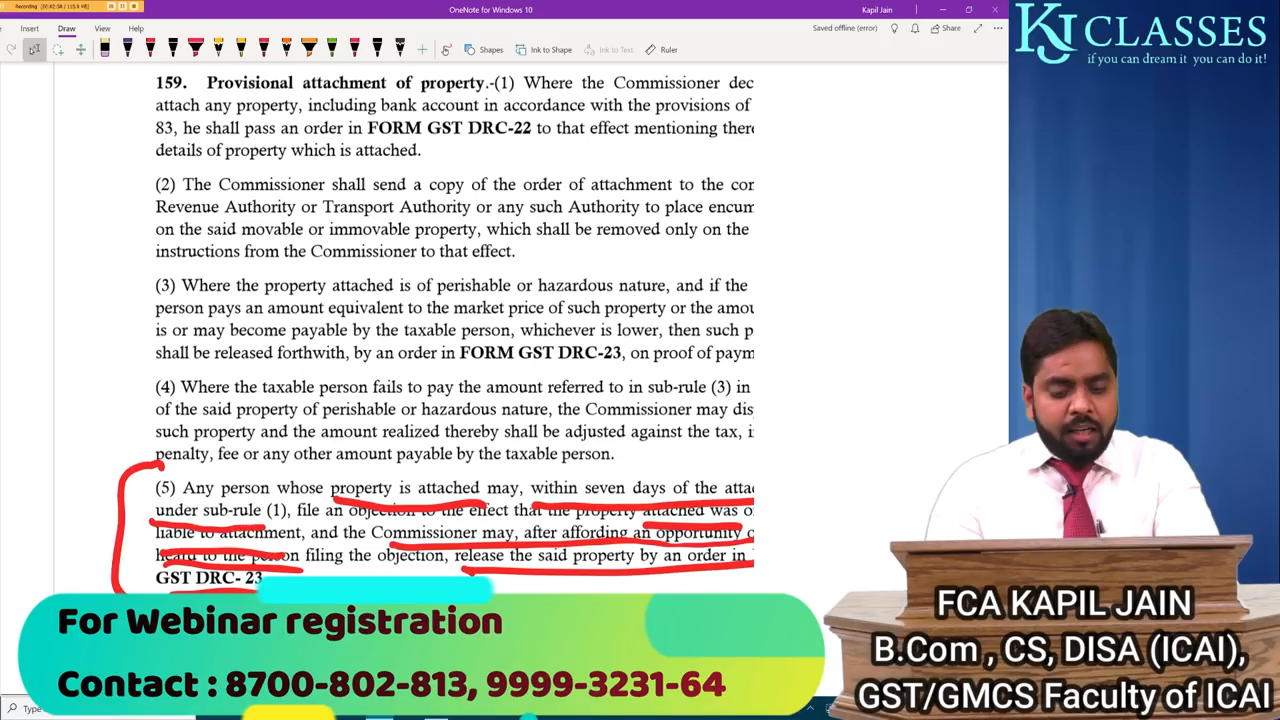 Recording
OneNote for Windows 10
Kapil Jain
Insert Draw View Help
Saved offline (error) Share
Shapes Ink to Shape Ink to Text Ink to Math Ruler
KJ CLASSES
if you can dream it you can do it!
159. Provisional attachment of property.-(1) Where the Commissioner dec
attach any property, including bank account in accordance with the provisions of
83, he shall pass an order in FORM GST DRC-22 to that effect mentioning there
details of property which is attached.
(2) The Commissioner shall send a copy of the order of attachment to the cor
Revenue Authority or Transport Authority or any such Authority to place encum
on the said movable or immovable property, which shall be removed only on the
instructions from the Commissioner to that effect.
(3) Where the property attached is of perishable or hazardous nature, and if the
person pays an amount equivalent to the market price of such property or the amou
is or may become payable by the taxable person, whichever is lower, then such p
shall be released forthwith, by an order in FORM GST DRC-23, on proof of paym
(4) Where the taxable person fails to pay the amount referred to in sub-rule (3) in
of the said property of perishable or hazardous nature, the Commissioner may dis
such property and the amount realized thereby shall be adjusted against the tax, i
penalty, fee or any other amount payable by the taxable person.
(5) Any person whose property is attached may, within seven days of the attac
under sub-rule (1), file an objection to the effect that the property attached was o
liable to attachment, and the Commissioner may, after affording an opportunity o
heard to the person filing the objection, release the said property by an order in
GST DRC- 23
For Webinar registration
Contact : 8700-802-813, 9999-3231-64
FCA KAPIL JAIN
B.Com , CS, DISA (ICAI),
GST/GMCS Faculty of ICAI
Type